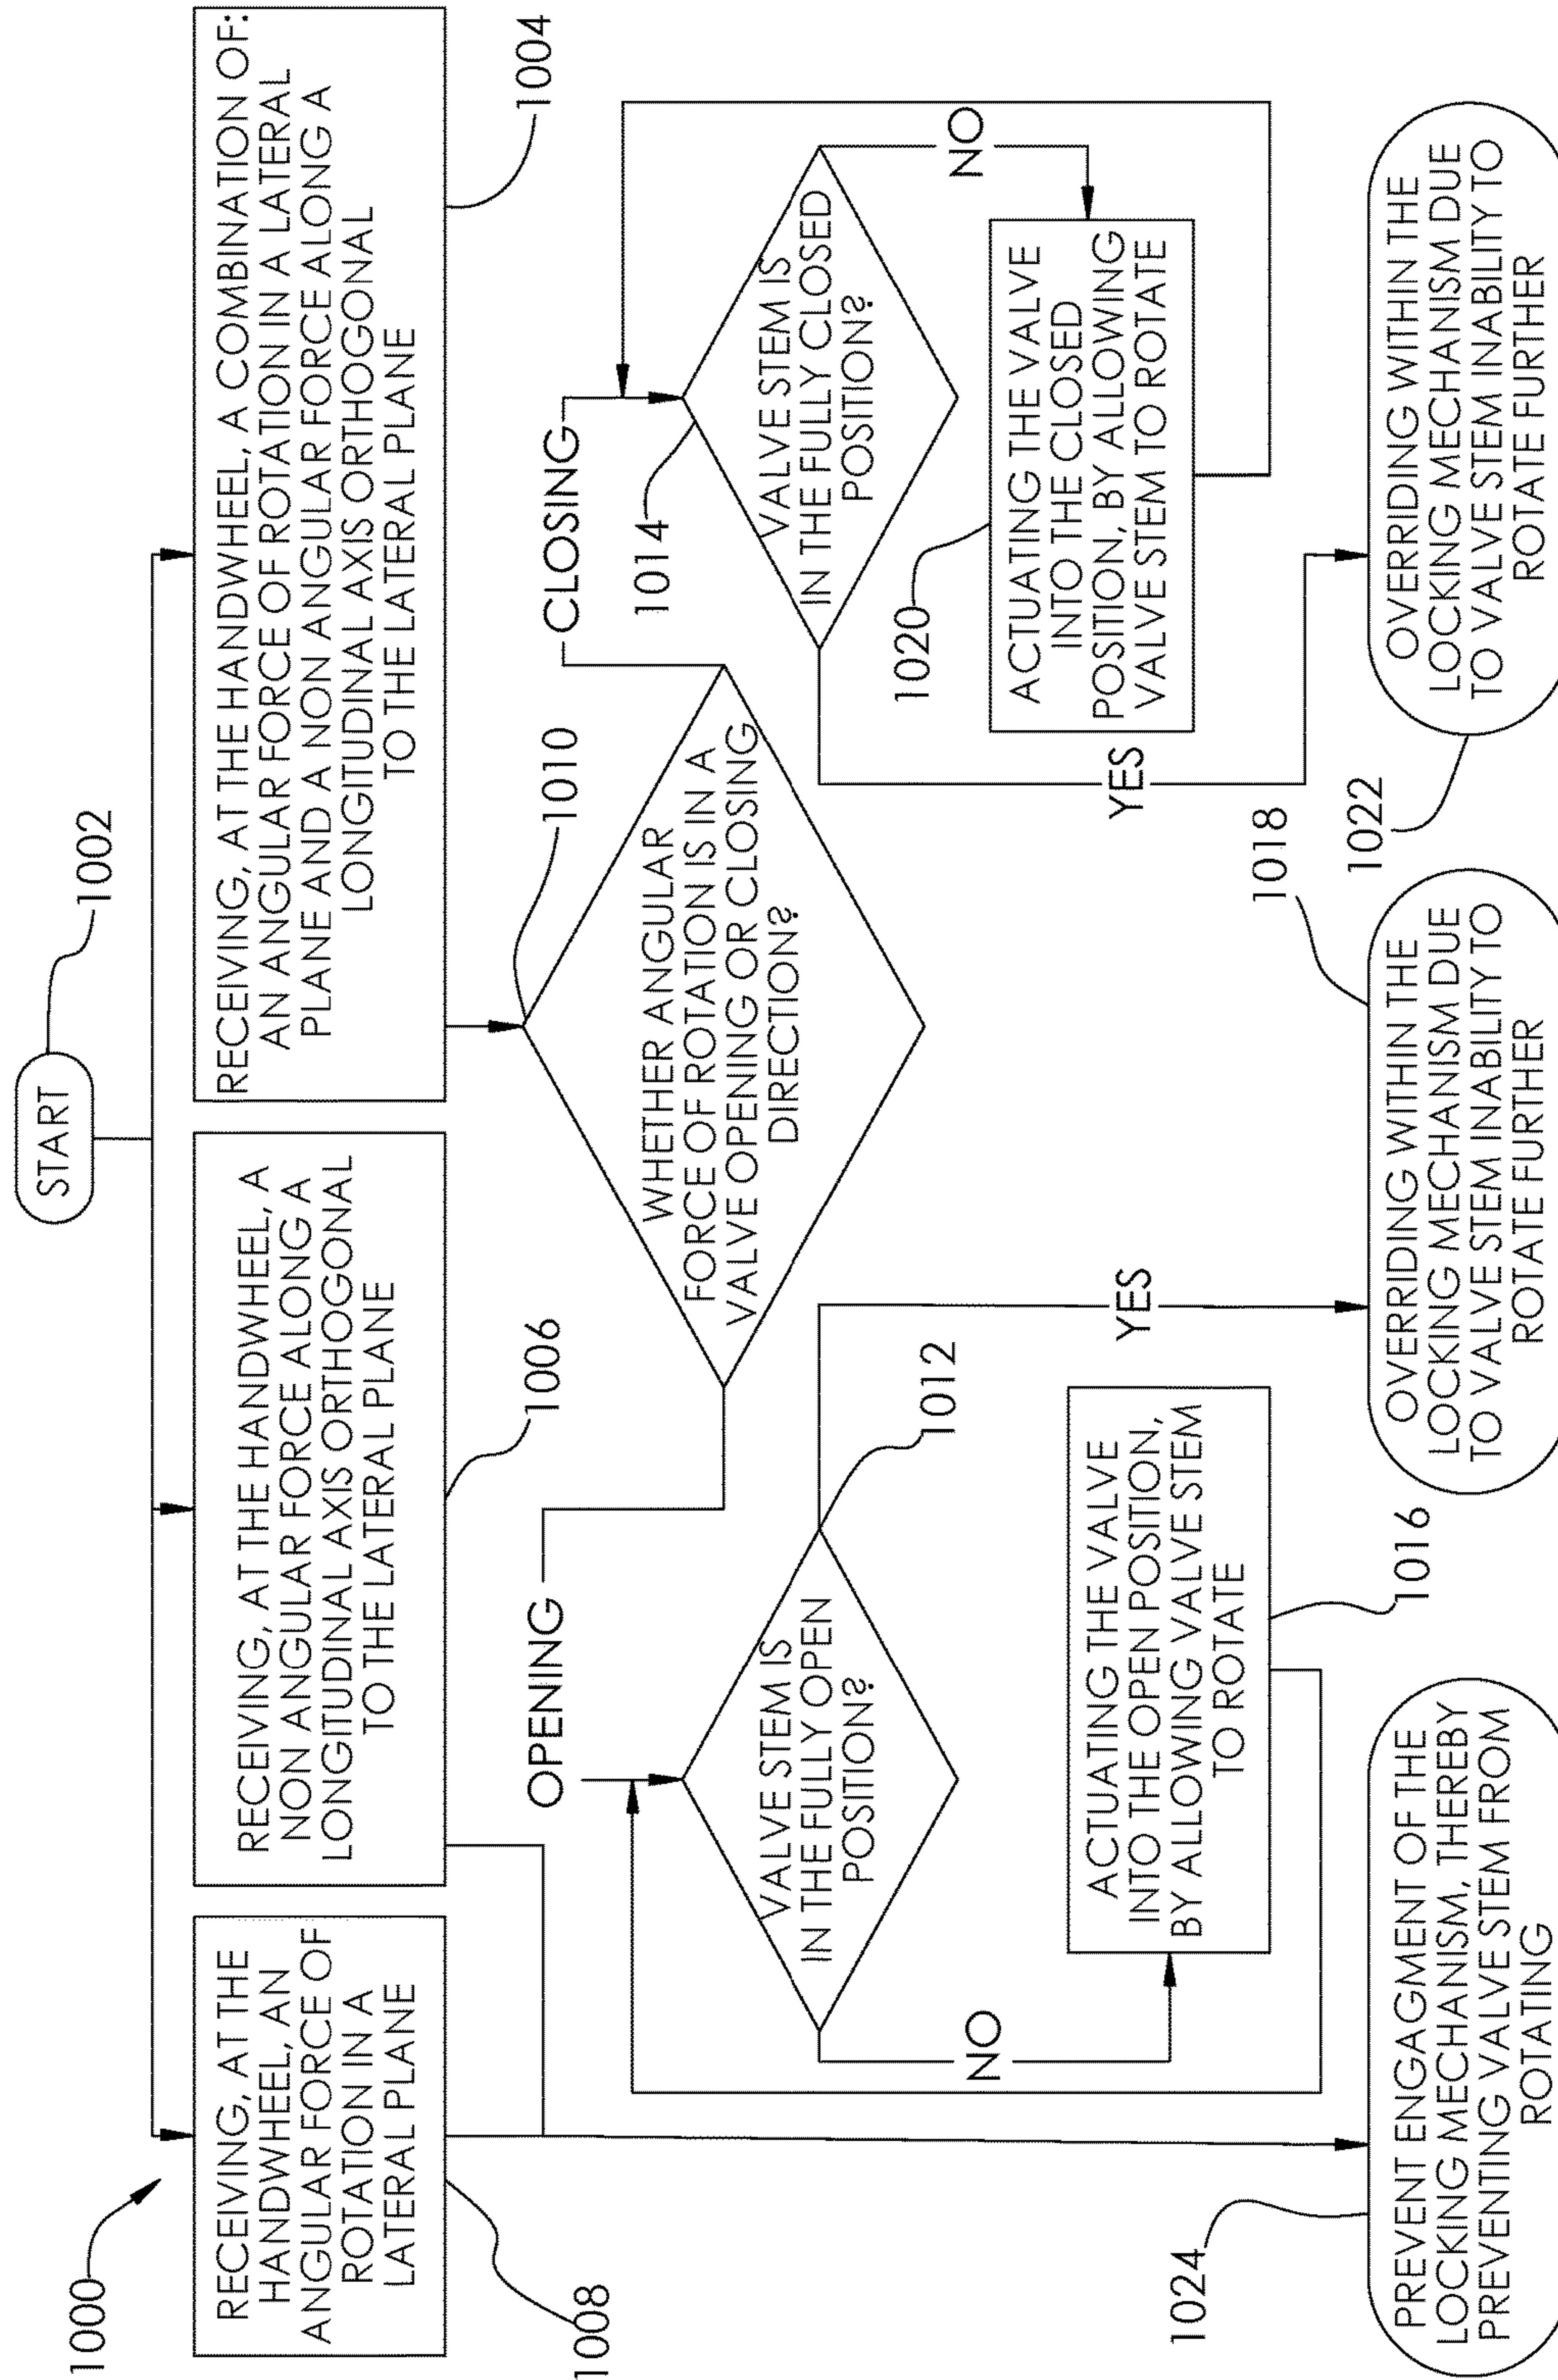 1000
START
1002
RECEIVING, AT THE
HANDWHEEL, AN
ANGULAR FORCE OF
ROTATION IN A
LATERAL PLANE
1008
RECEIVING, AT THE HANDWHEEL, A
NON ANGULAR FORCE ALONG A
LONGITUDINAL AXIS ORTHOGONAL
TO THE LATERAL PLANE
1006
RECEIVING, AT THE HANDWHEEL, A COMBINATION OF:
AN ANGULAR FORCE OF ROTATION IN A LATERAL
PLANE AND A NON ANGULAR FORCE ALONG A
LONGITUDINAL AXIS ORTHOGONAL
TO THE LATERAL PLANE
1004
WHETHER ANGULAR
FORCE OF ROTATION IS IN A
VALVE OPENING OR CLOSING
DIRECTION?
1010
OPENING
CLOSING
VALVE STEM IS
IN THE FULLY OPEN
POSITION?
1012
VALVE STEM IS
IN THE FULLY CLOSED
POSITION?
1014
NO
YES
YES
NO
ACTUATING THE VALVE
INTO THE OPEN POSITION,
BY ALLOWING VALVE STEM
TO ROTATE
1016
ACTUATING THE VALVE
INTO THE CLOSED
POSITION, BY ALLOWING
VALVE STEM TO ROTATE
1020
PREVENT ENGAGMENT OF THE
LOCKING MECHANISM, THEREBY
PREVENTING VALVE STEM FROM
ROTATING
1024
OVERRIDING WITHIN THE
LOCKING MECHANISM DUE
TO VALVE STEM INABILITY TO
ROTATE FURTHER
1018
OVERRIDING WITHIN THE
LOCKING MECHANISM DUE
TO VALVE STEM INABILITY TO
ROTATE FURTHER
1022